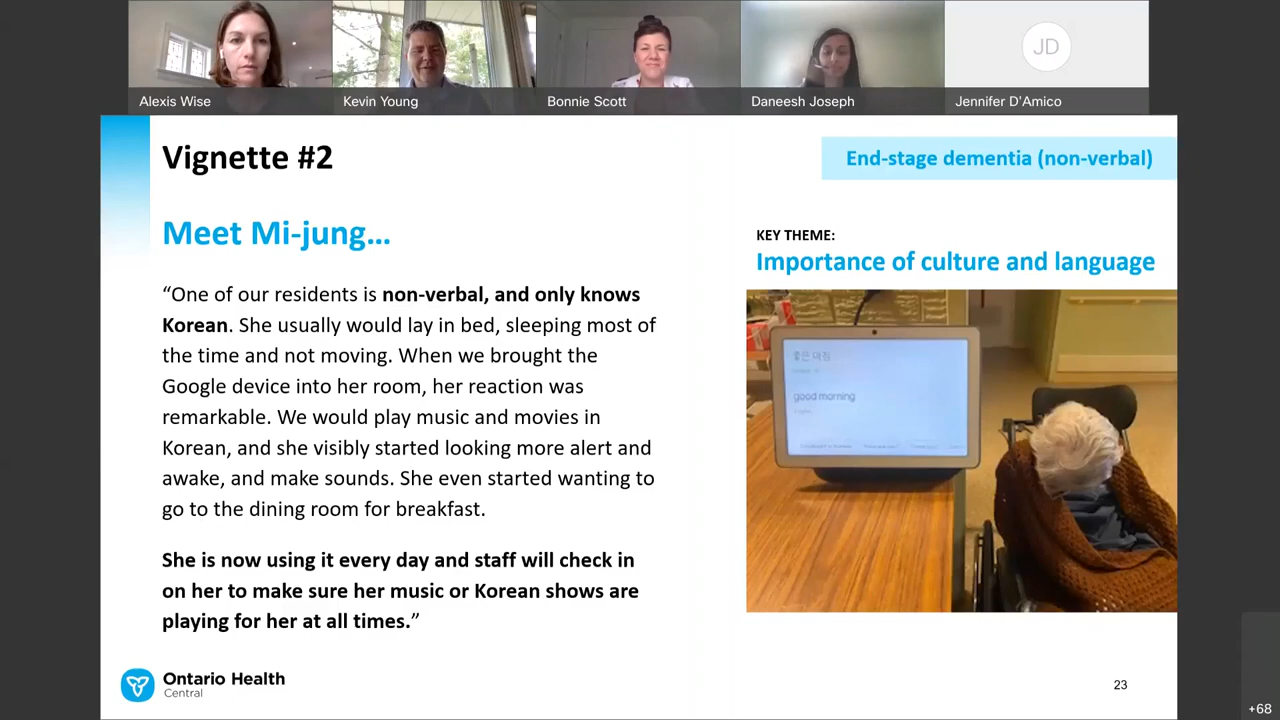 Alexis Wise
Kevin Young
Bonnie Scott
Daneesh Joseph
JD
Jennifer D'Amico
Vignette #2
End-stage dementia (non-verbal)
Meet Mi-jung...
KEY THEME:
Importance of culture and language
“One of our residents is non-verbal, and only knows
Korean. She usually would lay in bed, sleeping most of
the time and not moving. When we brought the
Google device into her room, her reaction was
remarkable. We would play music and movies in
Korean, and she visibly started looking more alert and
awake, and make sounds. She even started wanting to
go to the dining room for breakfast.
She is now using it every day and staff will check in
on her to make sure her music or Korean shows are
playing for her at all times.”
좋은 아침
good morning
Ontario Health
Central
23
+68